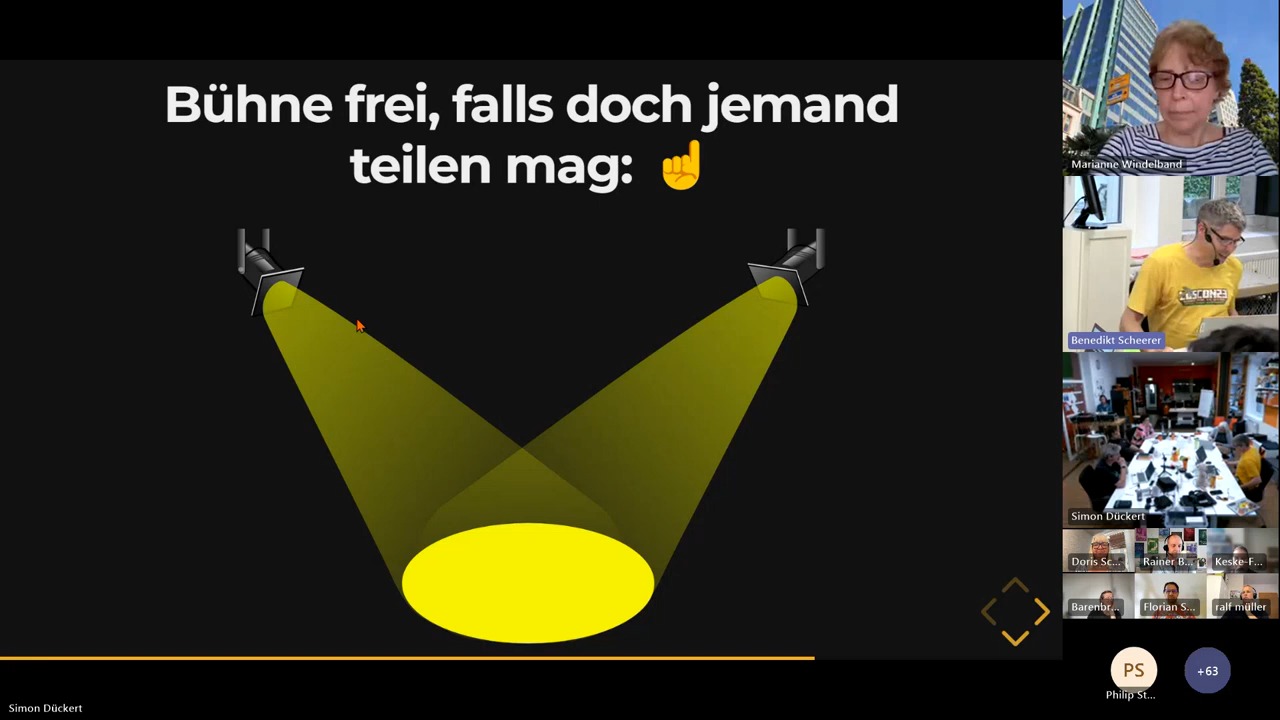 Bühne frei, falls doch jemand
teilen mag: ☝
Marianne Windelband
Benedikt Scheerer
Simon Dückert
Doris Sc...
Rainer B...
Keske-F...
Barenbr...
Florian S...
ralf müller
PS
+63
Philip St...
Simon Dückert